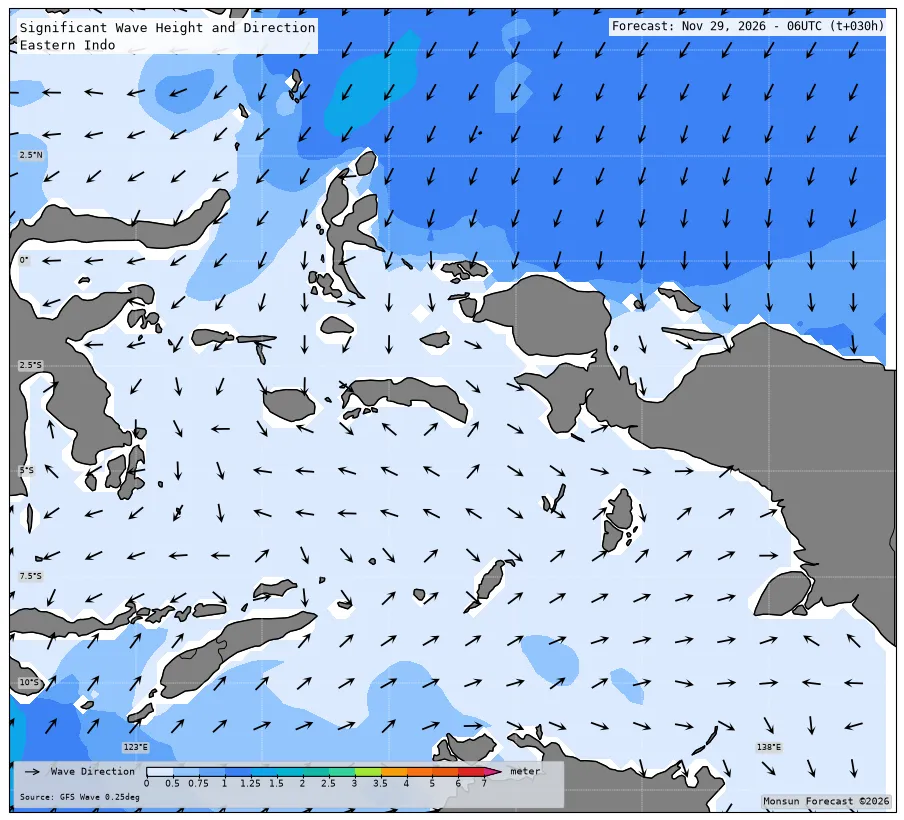 Significant Wave Height and Direction
Eastern Indo
Forecast: Nov 29, 2026 - 06UTC (t+030h)
2.5°N
0°
2.5°S
5°S
7.5°S
10°S
123°E
138°E
Wave Direction
meter
0 0.5 0.75 1 1.25 1.5 2 2.5 3 3.5 4 5 6 7
Source: GFS Wave 0.25deg
Monsun Forecast ©2026